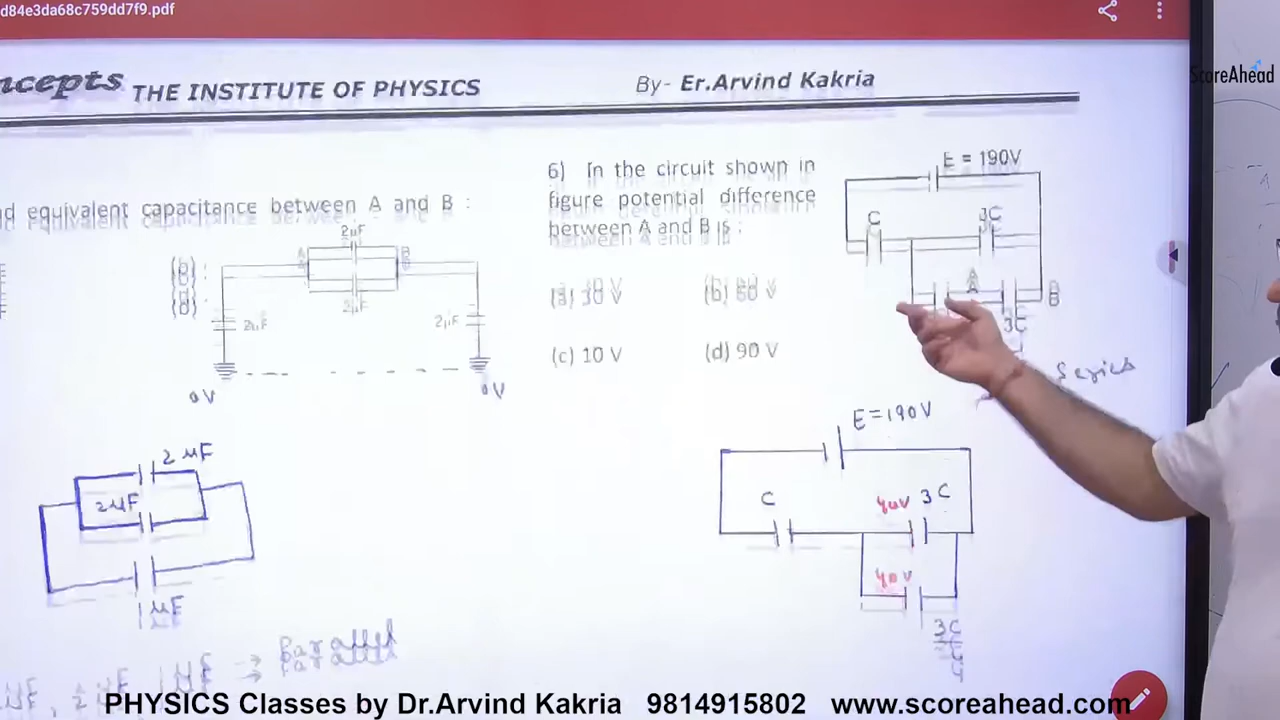 d84e3da68c759dd7f9.pdf
ScoreAhead
ncepts THE INSTITUTE OF PHYSICS
By- Er.Arvind Kakria
nd equivalent capacitance between A and B :
(B)
2μF
A
B
2μF
2μF
2μF
0V
0V
6) In the circuit shown in
figure potential difference
between A and B is :
(a) 30 V
(b) 60 V
(c) 10 V
(d) 90 V
E = 190V
C
3C
A
B
3C
Series
2 μF
2μF
1μF
Parallel
E=190V
C
40V
3C
40V
3C
4
PHYSICS Classes by Dr.Arvind Kakria 9814915802 www.scoreahead.com